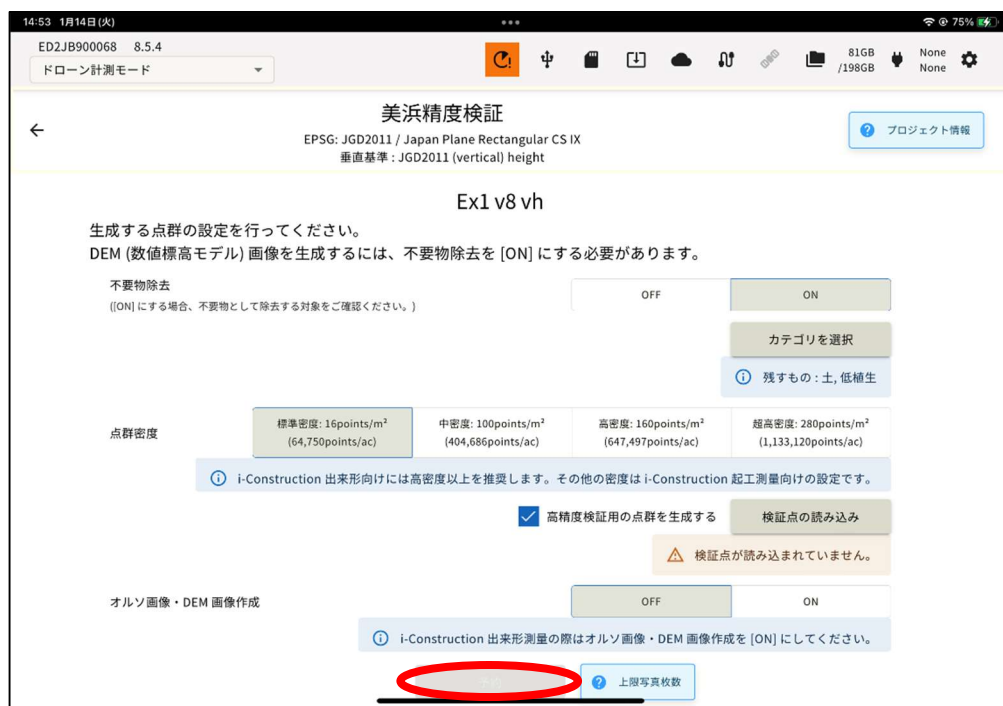 14:53 1月14日(火)
75%
ED2JB900068 8.5.4
ドローン計測モード
81GB
/198GB
None
None
美浜精度検証
EPSG: JGD2011 / Japan Plane Rectangular CS IX
垂直基準 : JGD2011 (vertical) height
プロジェクト情報
Ex1 v8 vh
生成する点群の設定を行ってください。
DEM (数値標高モデル) 画像を生成するには、不要物除去を [ON] にする必要があります。
不要物除去
([ON] にする場合、不要物として除去する対象をご確認ください。)
OFF
ON
カテゴリを選択
残すもの : 土, 低植生
点群密度
標準密度: 16points/m²
(64,750points/ac)
中密度: 100points/m²
(404,686points/ac)
高密度: 160points/m²
(647,497points/ac)
超高密度: 280points/m²
(1,133,120points/ac)
i-Construction 出来形向けには高密度以上を推奨します。その他の密度は i-Construction 起工測量向けの設定です。
高精度検証用の点群を生成する
検証点の読み込み
検証点が読み込まれていません。
オルソ画像・DEM 画像作成
OFF
ON
i-Construction 出来形測量の際はオルソ画像・DEM 画像作成を [ON] にしてください。
上限写真枚数